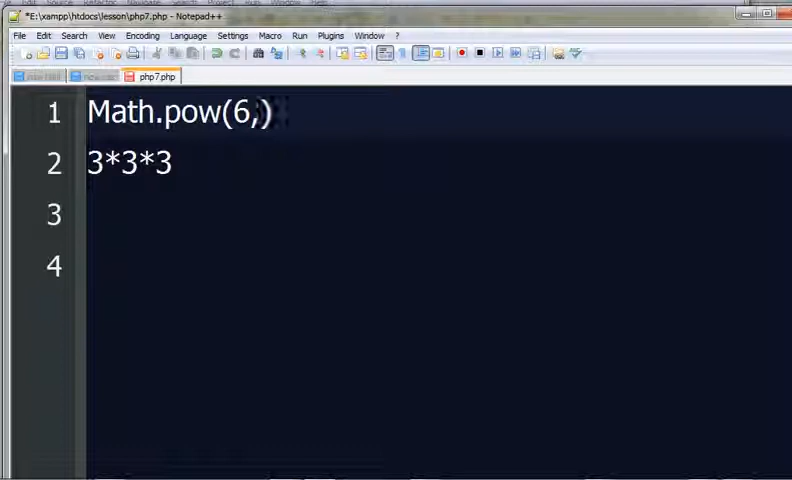 *E:\xampp\htdocs\lesson\php7.php - Notepad++
File Edit Search View Encoding Language Settings Macro Run Plugins Window ?
php7.php
1 Math.pow(6,)
2 3*3*3
3
4